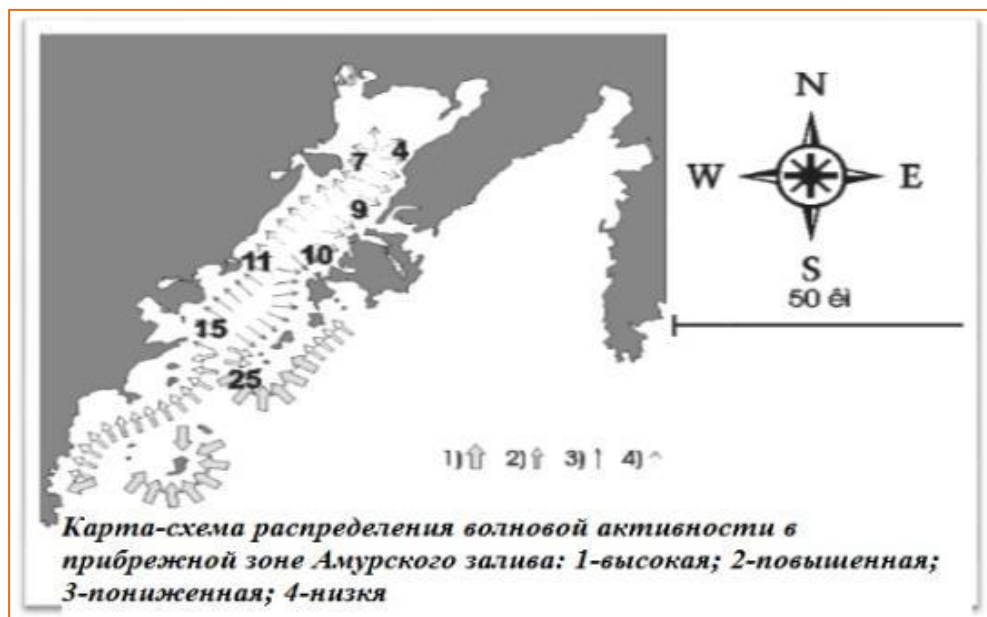 N
W E
S
50 êì
7 4
9
11 10
15
25
1) 2) 3) 4)
Карта-схема распределения волновой активности в
прибрежной зоне Амурского залива: 1-высокая; 2-повышенная;
3-пониженная; 4-низкя